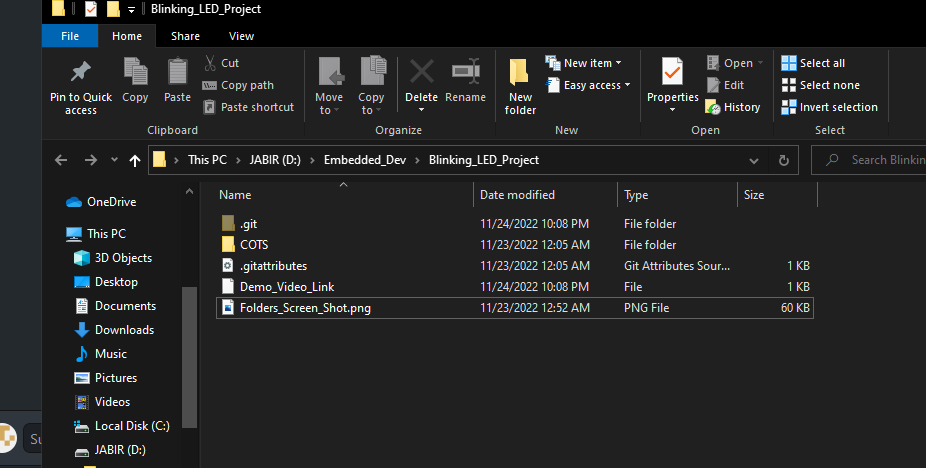 Blinking_LED_Project
File Home Share View
Pin to Quick access
Copy
Paste
Cut
Copy path
Paste shortcut
Clipboard
Move to
Copy to
Delete
Rename
Organize
New folder
New item
Easy access
New
Properties
Open
Edit
History
Open
Select all
Select none
Invert selection
Select
This PC > JABIR (D:) > Embedded_Dev > Blinking_LED_Project
Search Blinkin
Name Date modified Type Size
.git 11/24/2022 10:08 PM File folder
COTS 11/23/2022 12:05 AM File folder
.gitattributes 11/23/2022 12:05 AM Git Attributes Sour... 1 KB
Demo_Video_Link 11/24/2022 10:08 PM File 1 KB
Folders_Screen_Shot.png 11/23/2022 12:52 AM PNG File 60 KB
OneDrive
This PC
3D Objects
Desktop
Documents
Downloads
Music
Pictures
Videos
Local Disk (C:)
JABIR (D:)
Su